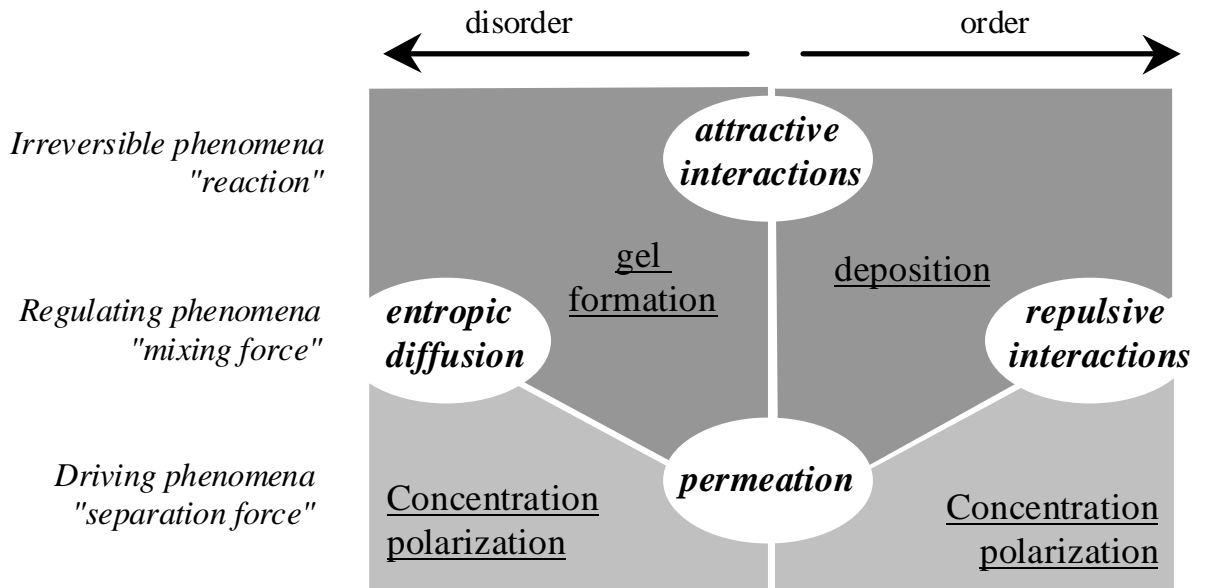 disorder
order
Irreversible phenomena
"reaction"
attractive
interactions
gel
formation
deposition
Regulating phenomena
"mixing force"
entropic
diffusion
repulsive
interactions
Driving phenomena
"separation force"
permeation
Concentration
polarization
Concentration
polarization